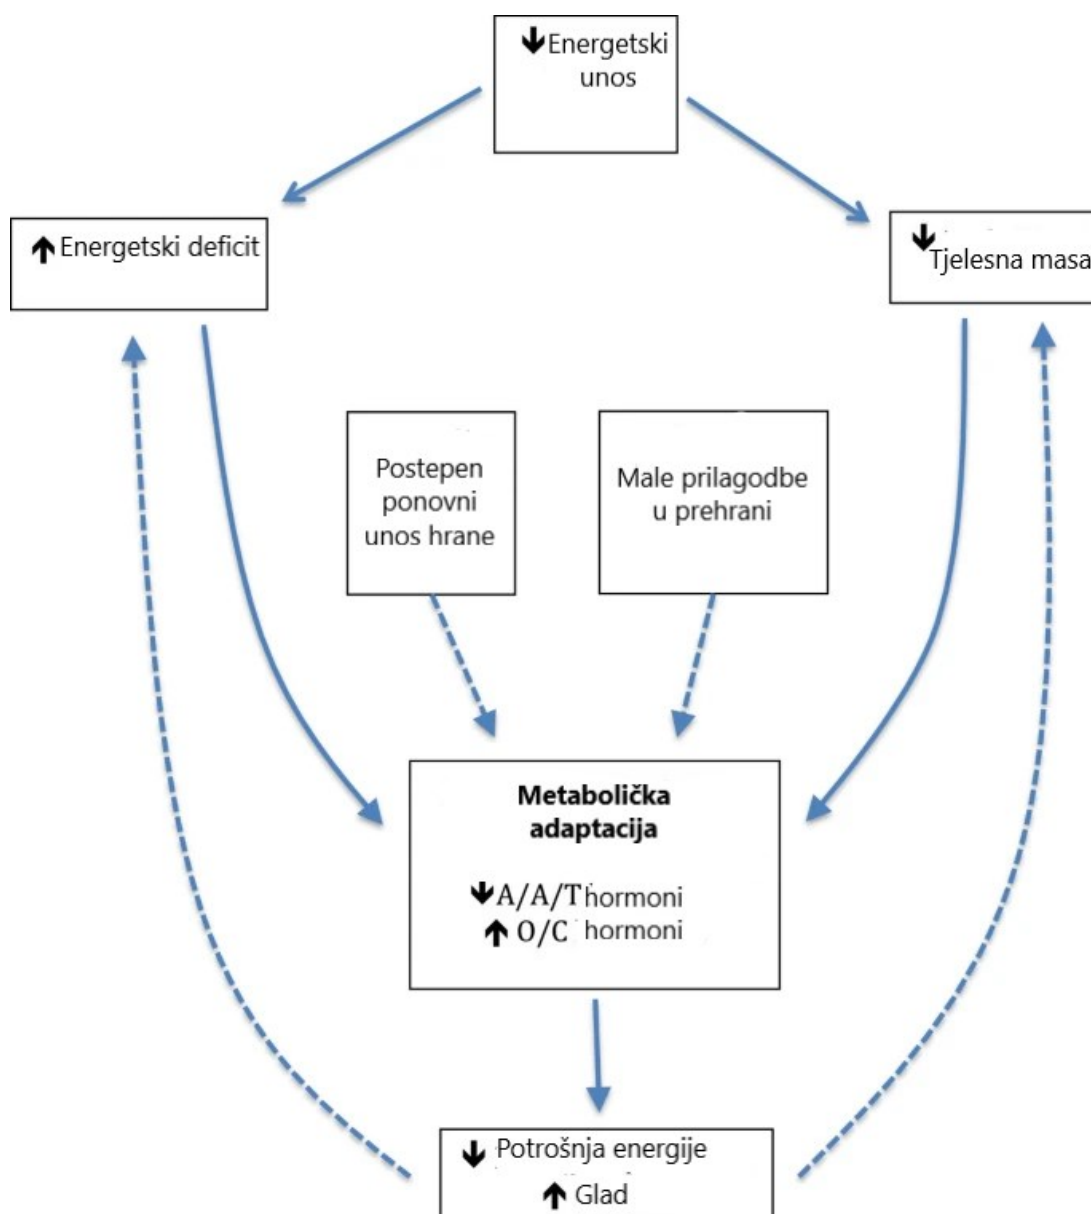 ↓Energetski
unos
↑ Energetski deficit
↓
Tjelesna masa
Postepen
ponovni
unos hrane
Male prilagodbe
u prehrani
Metabolička
adaptacija
↓A/A/T hormoni
↑ O/C hormoni
↓ Potrošnja energije
↑ Glad